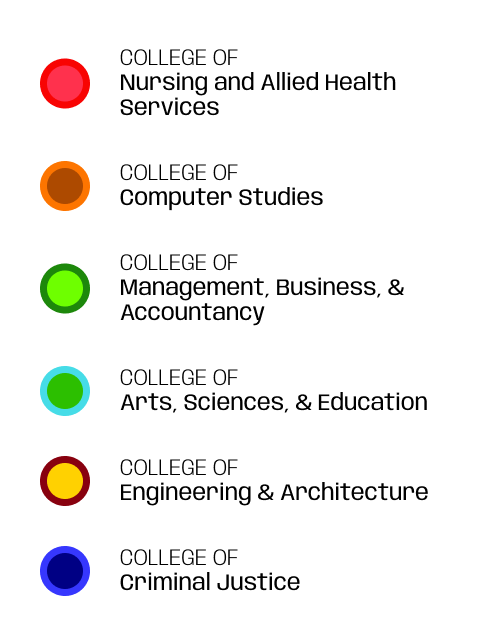 COLLEGE OF
Nursing and Allied Health
Services
COLLEGE OF
Computer Studies
COLLEGE OF
Management, Business, &
Accountancy
COLLEGE OF
Arts, Sciences, & Education
COLLEGE OF
Engineering & Architecture
COLLEGE OF
Criminal Justice